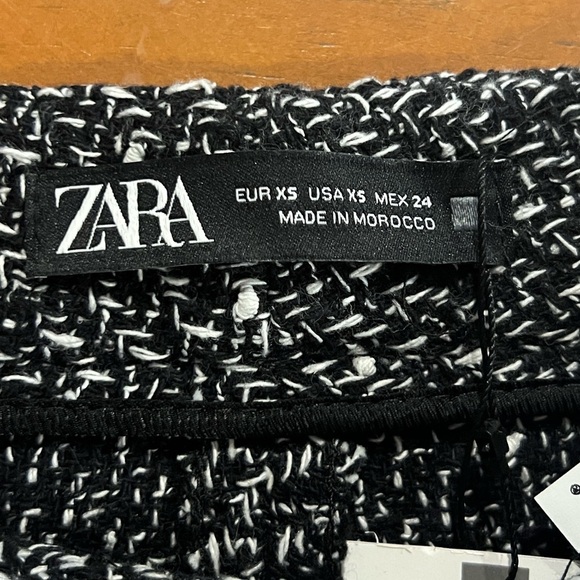 ZARA
EUR XS USA XS MEX 24
MADE IN MOROCCO